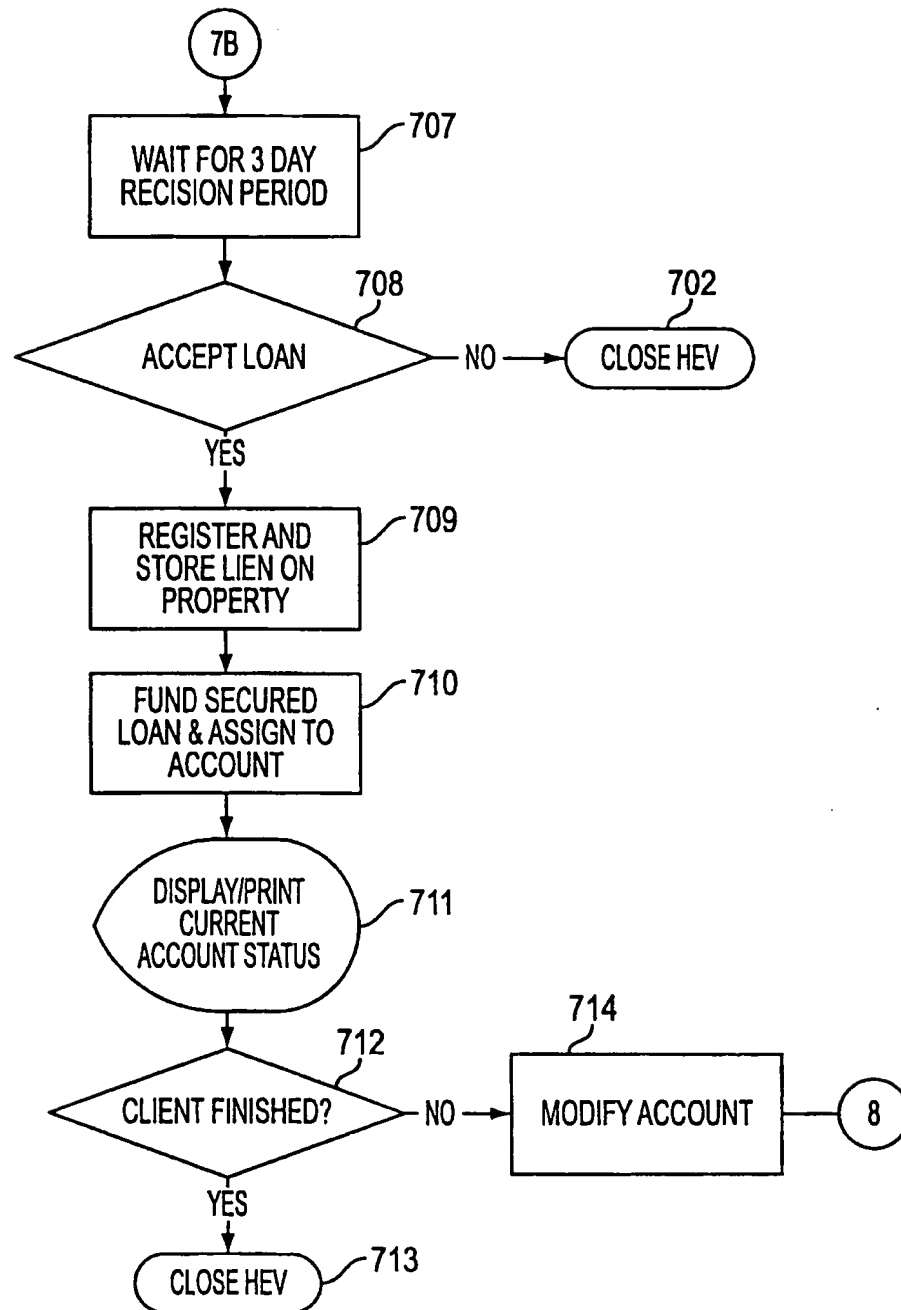 7B
WAIT FOR 3 DAY
RECISION PERIOD
707
ACCEPT LOAN
708
NO
CLOSE HEV
702
YES
REGISTER AND
STORE LIEN ON
PROPERTY
709
FUND SECURED
LOAN & ASSIGN TO
ACCOUNT
710
DISPLAY/PRINT
CURRENT
ACCOUNT STATUS
711
CLIENT FINISHED?
712
NO
MODIFY ACCOUNT
714
8
YES
CLOSE HEV
713